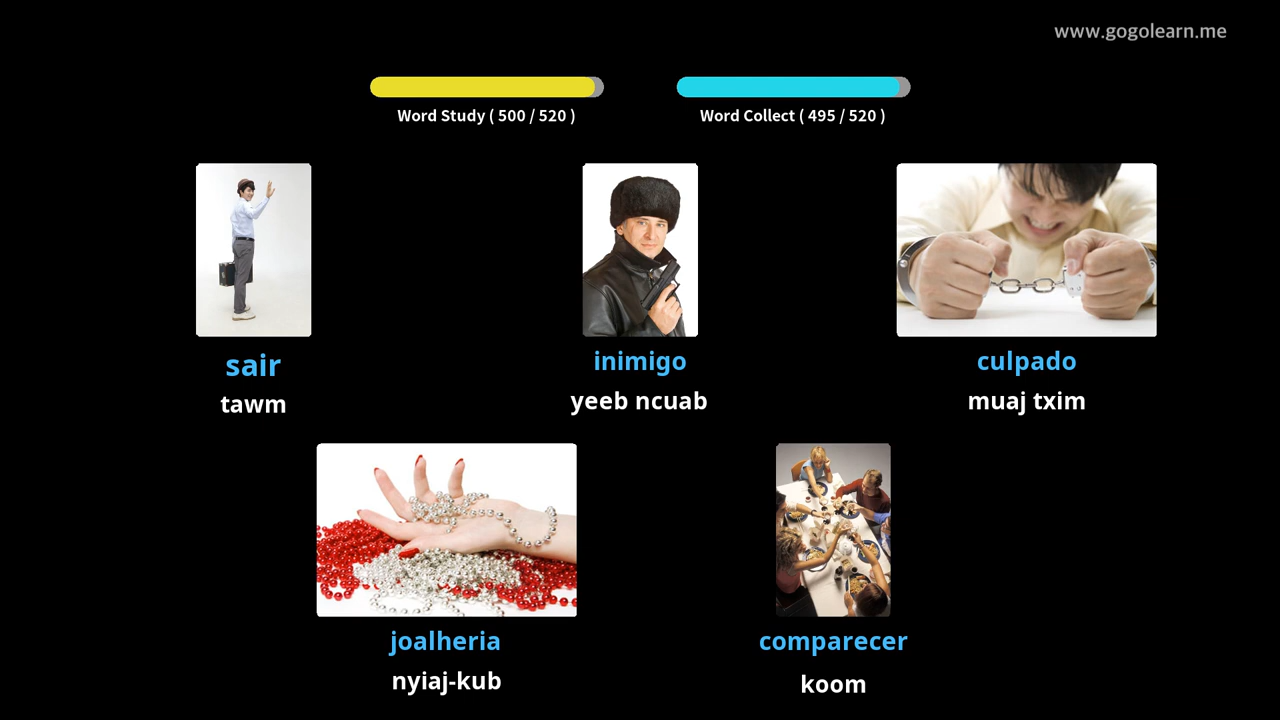 www.gogolearn.me
Word Study ( 500 / 520 )
Word Collect ( 495 / 520 )
sair
tawm
inimigo
yeeb ncuab
culpado
muaj txim
joalheria
nyiaj-kub
comparecer
koom